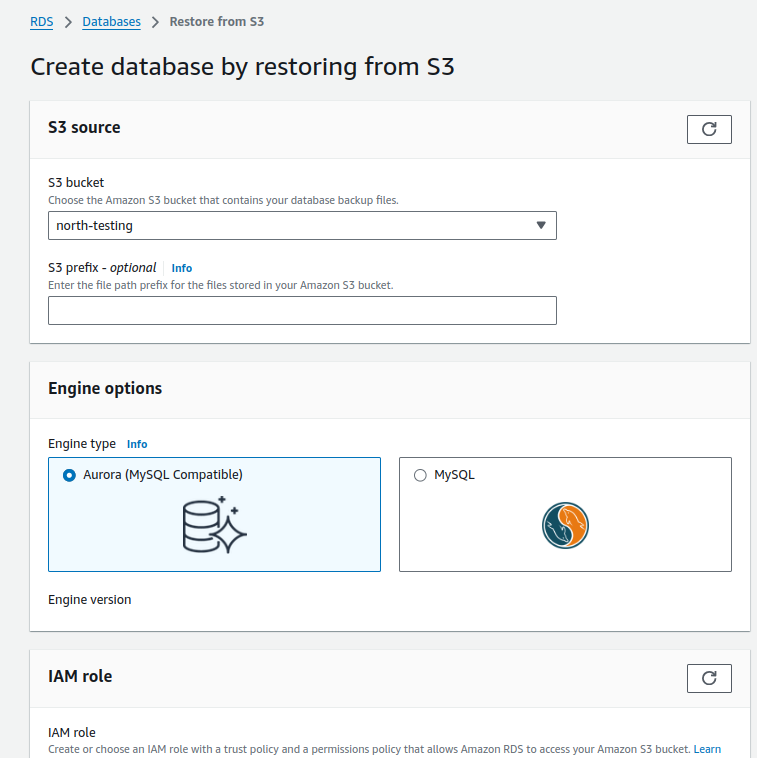 RDS > Databases > Restore from S3
Create database by restoring from S3
S3 source
S3 bucket
Choose the Amazon S3 bucket that contains your database backup files.
north-testing
S3 prefix - optional Info
Enter the file path prefix for the files stored in your Amazon S3 bucket.
Engine options
Engine type Info
Aurora (MySQL Compatible) MySQL
Engine version
IAM role
IAM role
Create or choose an IAM role with a trust policy and a permissions policy that allows Amazon RDS to access your Amazon S3 bucket. Learn